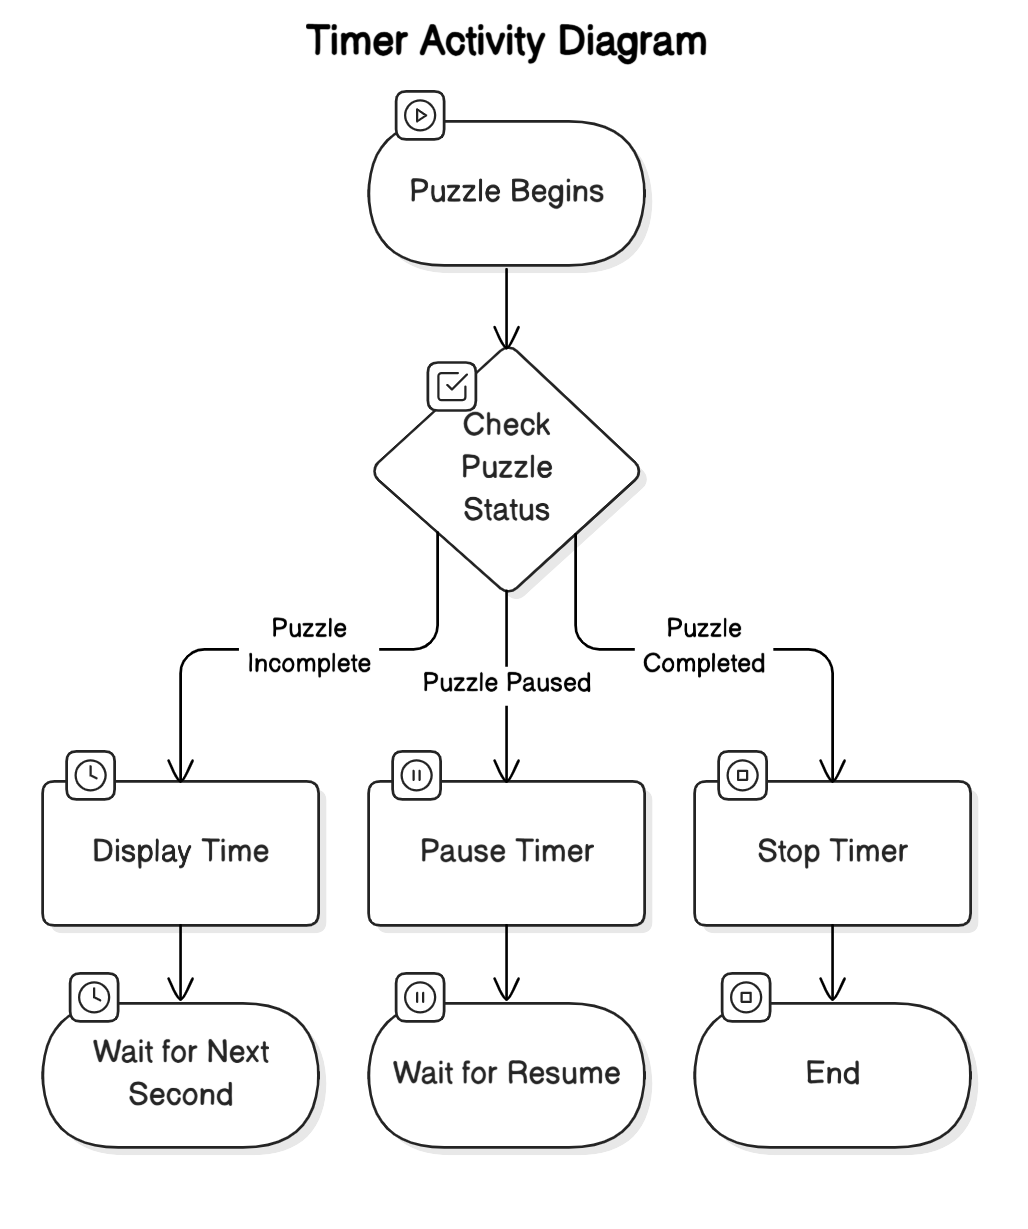 Timer Activity Diagram
Puzzle Begins
Check
Puzzle
Status
Puzzle
Incomplete
Puzzle Paused
Puzzle
Completed
Display Time
Pause Timer
Stop Timer
Wait for Next
Second
Wait for Resume
End